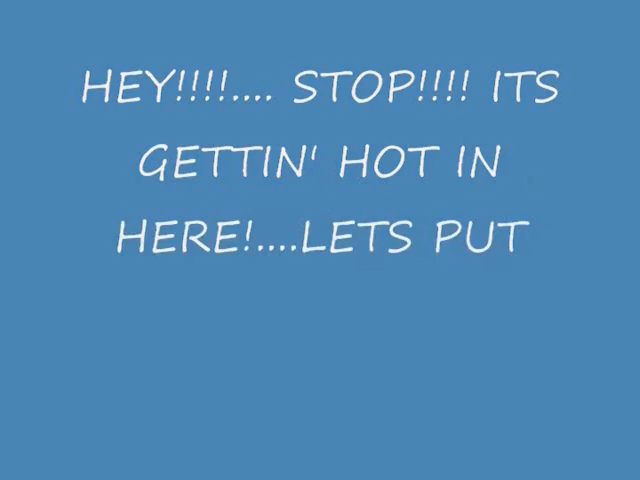 HEY!!!!.... STOP!!!! ITS
GETTIN' HOT IN
HERE!....LETS PUT